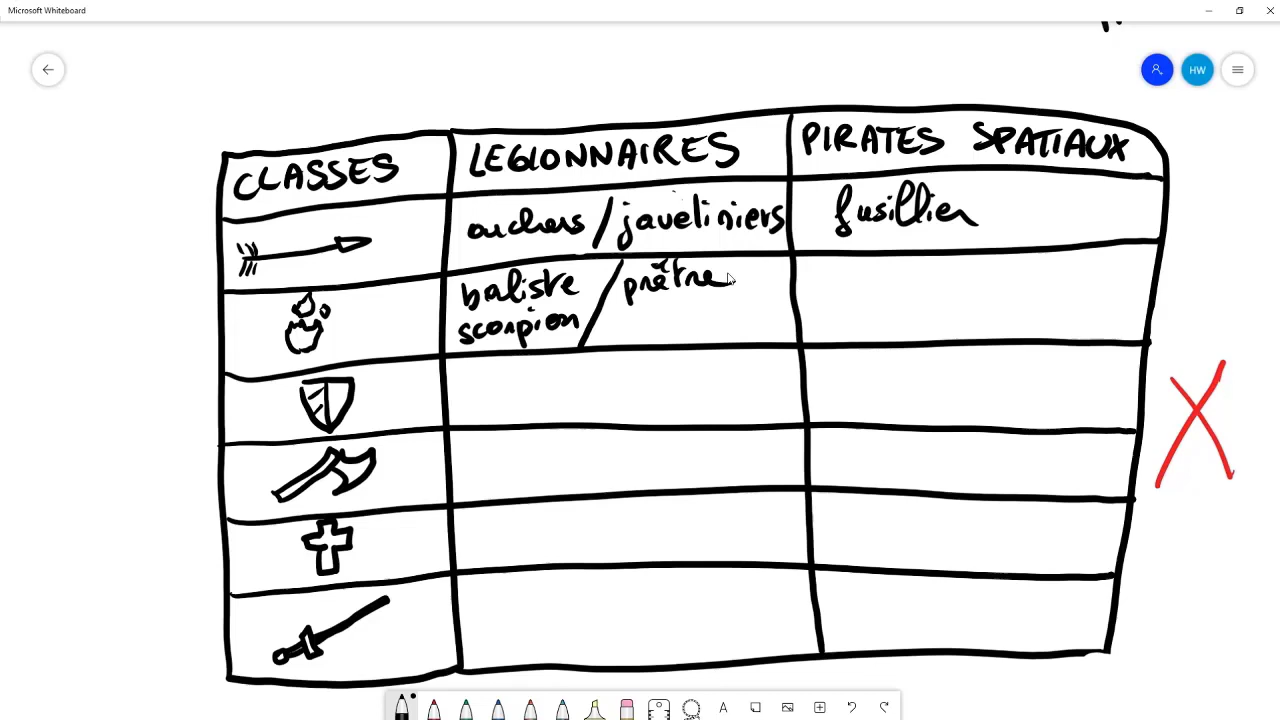 Microsoft Whiteboard
HW
CLASSES LEGIONNAIRES PIRATES SPATIAUX
archers / javeliniers fusillier
baliste / prêtre
scorpion
A